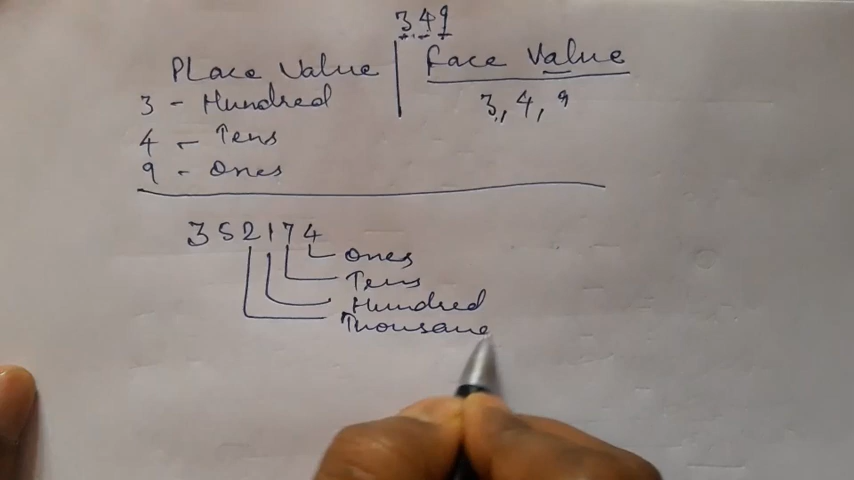 349
Place Value | Face Value
3 - Hundred
3, 4, 9
4 - Tens
9 - Ones
352174
Ones
Tens
Hundred
Thousand